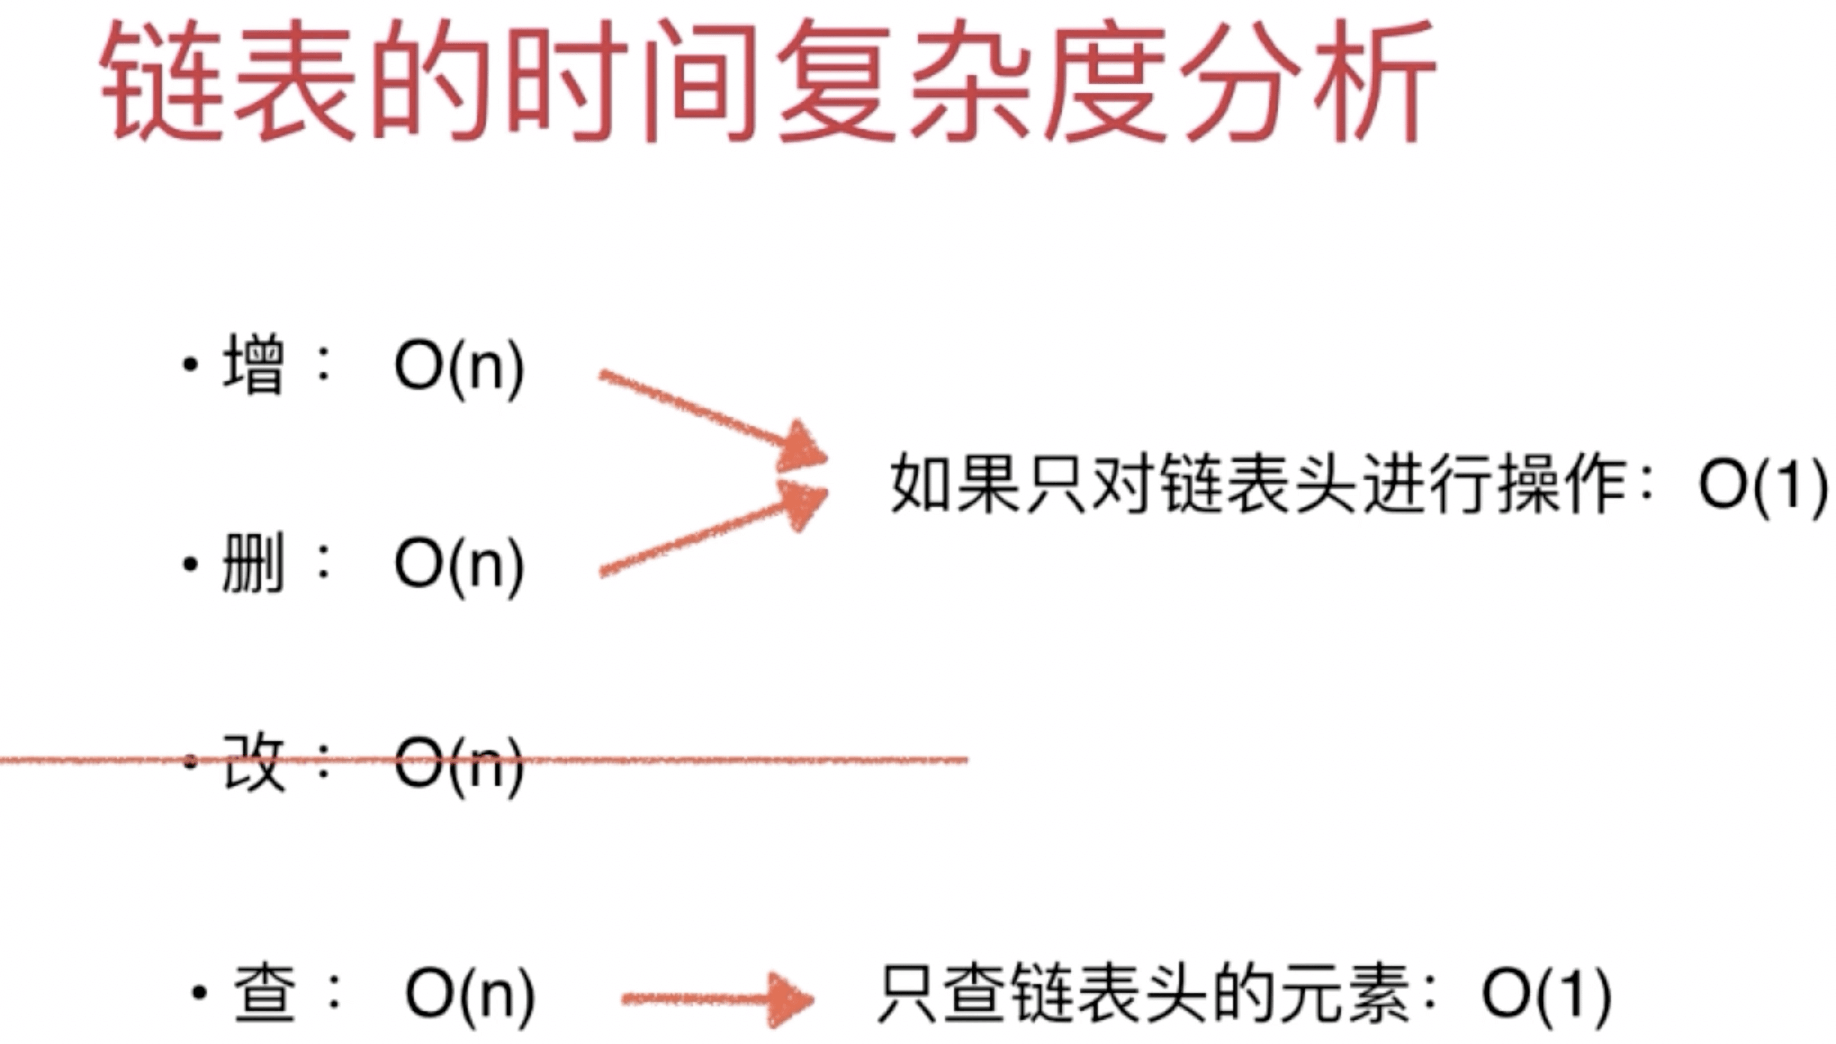 链表的时间复杂度分析
• 增： O(n)
如果只对链表头进行操作：O(1)
• 删： O(n)
• 改： O(n)
• 查： O(n)
只查链表头的元素：O(1)